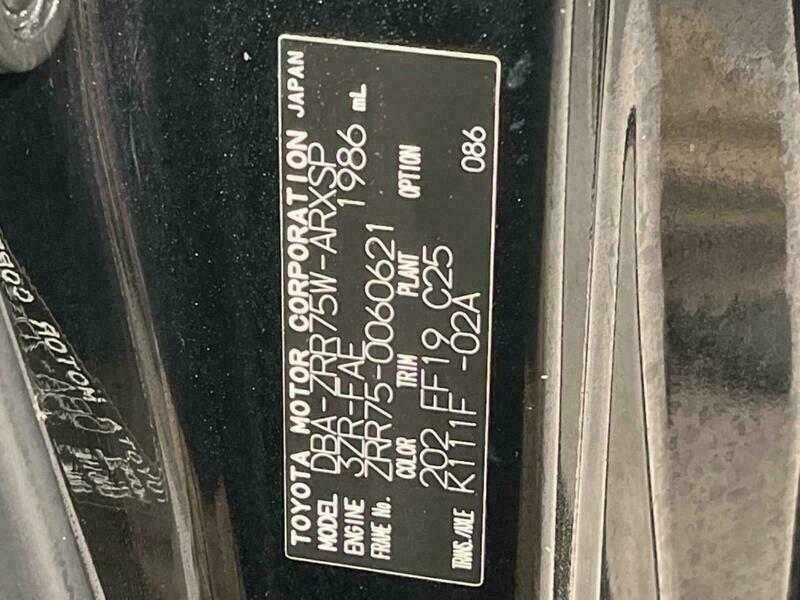 TOYOTA MOTOR CORPORATION JAPAN
MODEL DBA-ZRR75W-ARXSP
ENGINE 3ZR-FAE 1986 mL
FRAME No. ZRR75-0060621
COLOR TRIM PLANT OPTION
202 FF19 C25
TRANS./AXLE K111F -02A 086